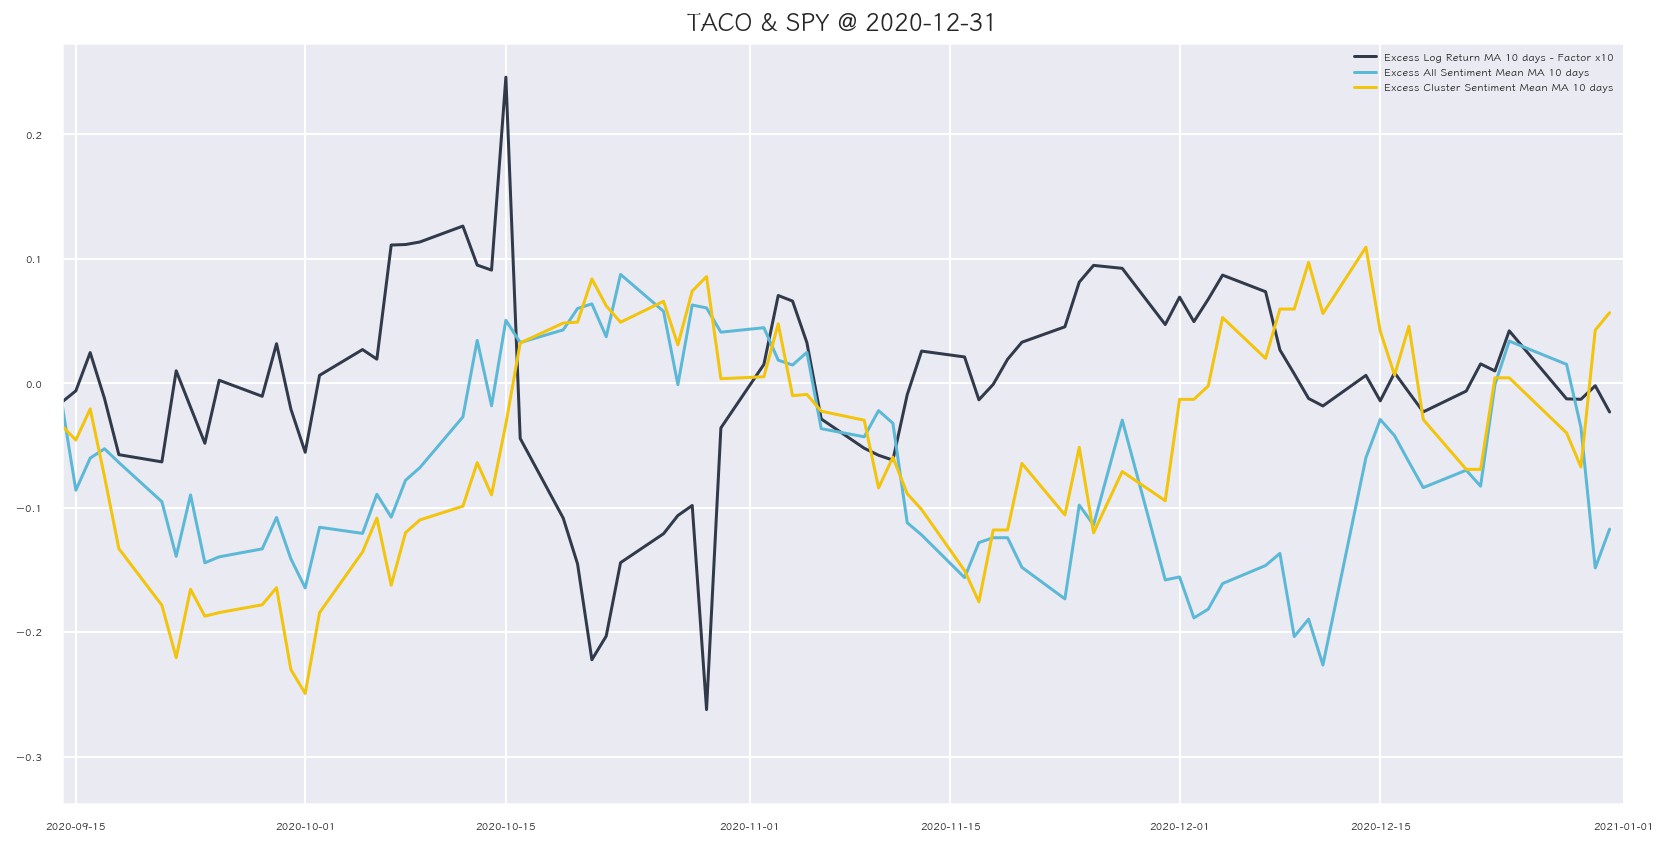 TACO & SPY @ 2020-12-31
Excess Log Return MA 10 days - Factor x10
Excess All Sentiment Mean MA 10 days
Excess Cluster Sentiment Mean MA 10 days
0.2
0.1
0.0
−0.1
−0.2
−0.3
2020-09-15 2020-10-01 2020-10-15 2020-11-01 2020-11-15 2020-12-01 2020-12-15 2021-01-01